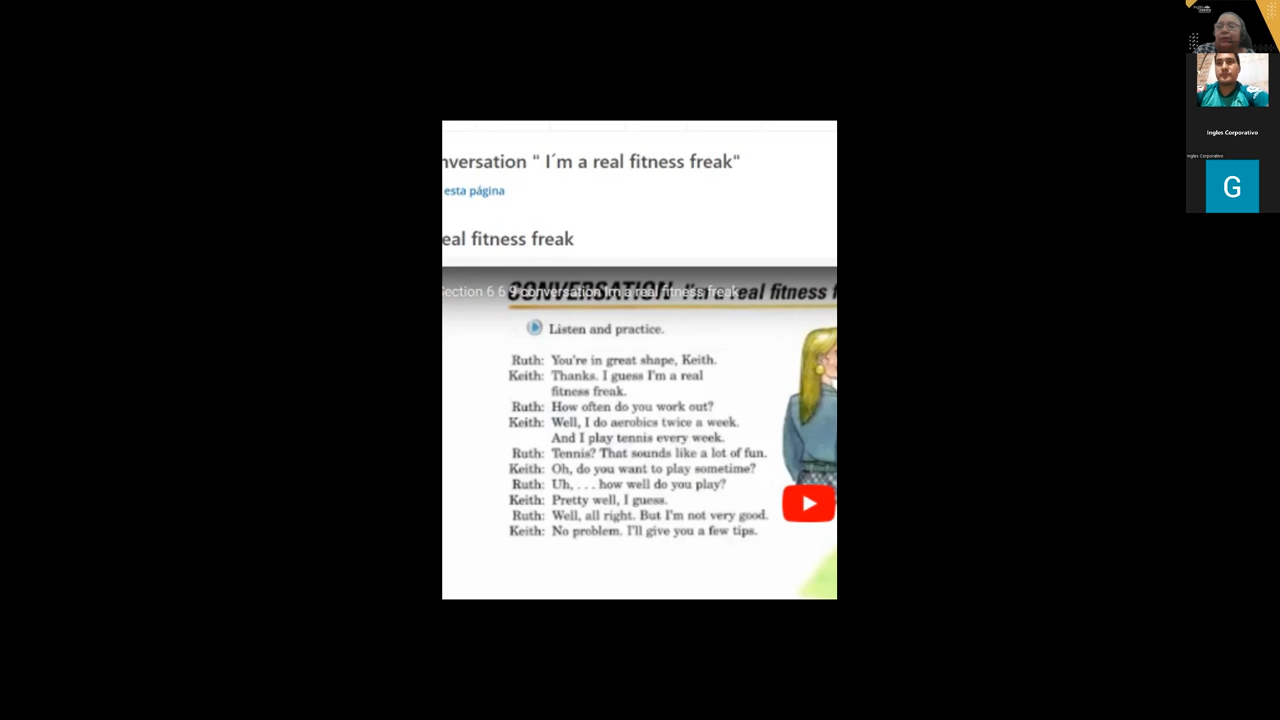 nversation " I´m a real fitness freak"
esta página
eal fitness freak
ection 6 6 9 conversation Im a real fitness freak
CONVERSATION "I'm a real fitness f
Listen and practice.
Ruth: You're in great shape, Keith.
Keith: Thanks. I guess I'm a real
fitness freak.
Ruth: How often do you work out?
Keith: Well, I do aerobics twice a week.
And I play tennis every week.
Ruth: Tennis? That sounds like a lot of fun.
Keith: Oh, do you want to play sometime?
Ruth: Uh, . . . how well do you play?
Keith: Pretty well, I guess.
Ruth: Well, all right. But I'm not very good.
Keith: No problem. I'll give you a few tips.
Ingles Corporativo
Ingles Corporativo
G